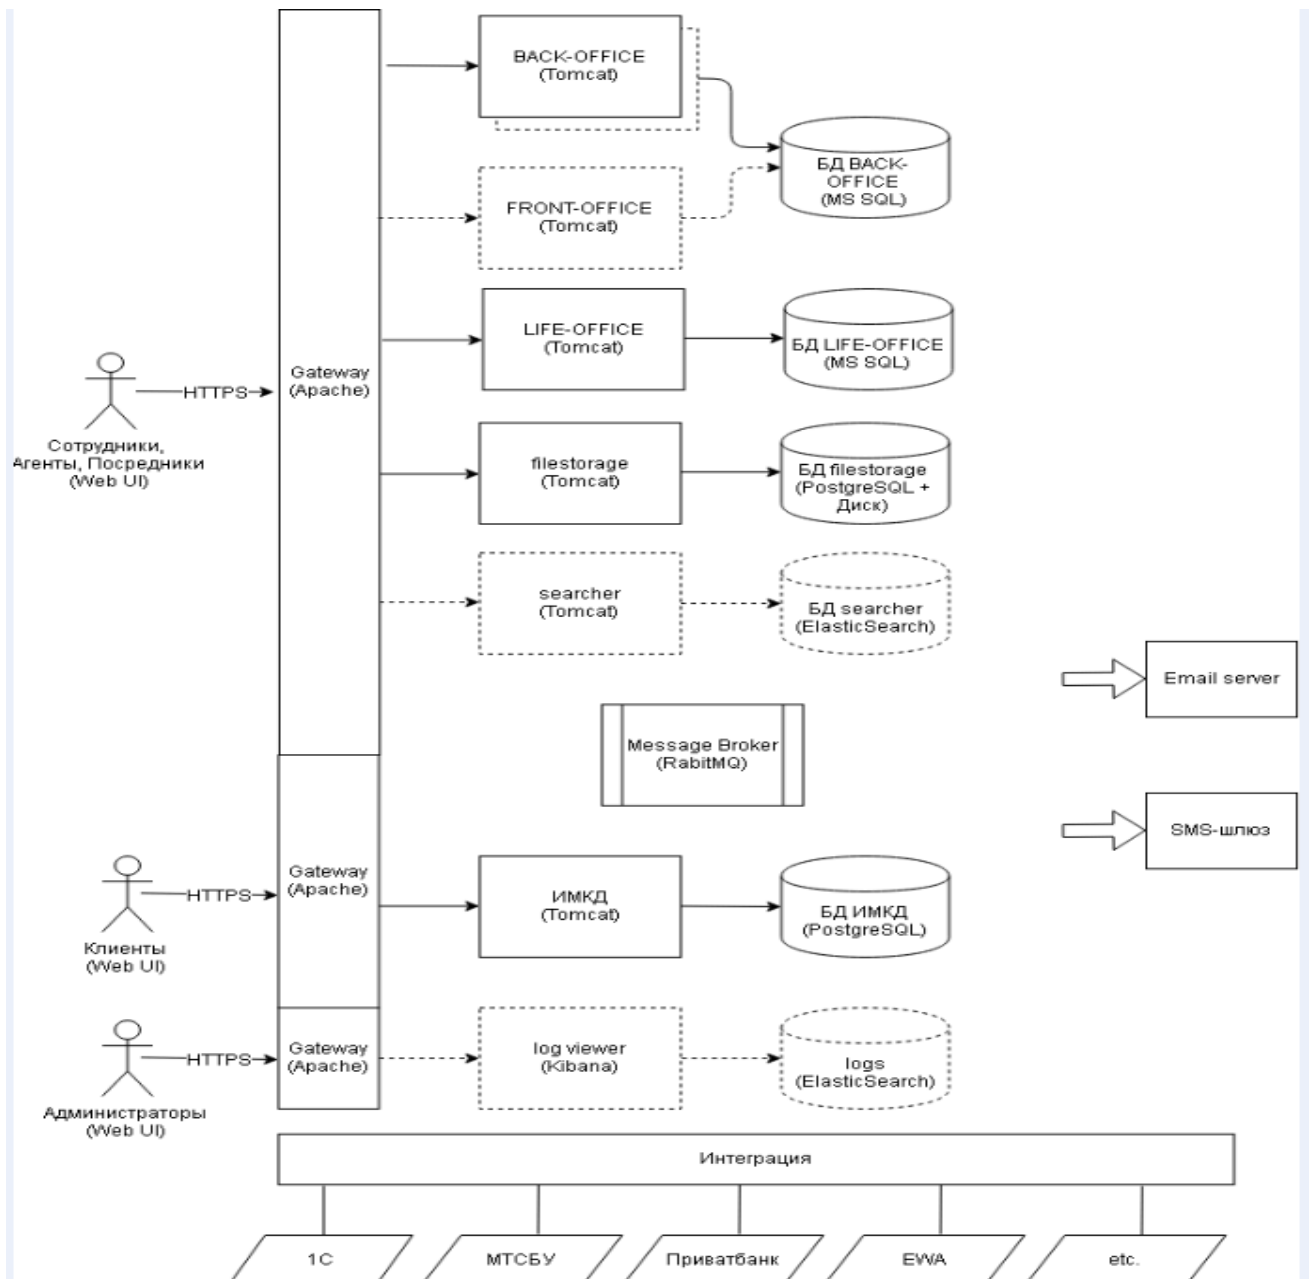 BACK-OFFICE
(Tomcat)
БД BACK-
OFFICE
(MS SQL)
FRONT-OFFICE
(Tomcat)
LIFE-OFFICE
(Tomcat)
БД LIFE-OFFICE
(MS SQL)
Gateway
(Apache)
HTTPS
Сотрудники,
Агенты, Посредники
(Web UI)
filestorage
(Tomcat)
БД filestorage
(PostgreSQL +
Диск)
searcher
(Tomcat)
БД searcher
(ElasticSearch)
Email server
Message Broker
(RabitMQ)
SMS-шлюз
HTTPS
Gateway
(Apache)
ИМКД
(Tomcat)
БД ИМКД
(PostgreSQL)
Клиенты
(Web UI)
HTTPS
Gateway
(Apache)
log viewer
(Kibana)
logs
(ElasticSearch)
Администраторы
(Web UI)
Интеграция
1C
МТСБУ
Приватбанк
EWA
etc.